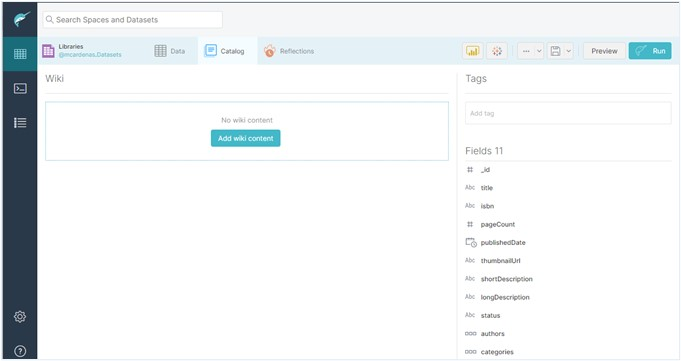 Search Spaces and Datasets
Libraries
@mcardenas.Datasets
Data
Catalog
Reflections
Preview
Run
Wiki
Tags
No wiki content
Add wiki content
Add tag
Fields 11
# _id
Abc title
Abc isbn
# pageCount
publishedDate
Abc thumbnailUrl
Abc shortDescription
Abc longDescription
Abc status
authors
categories